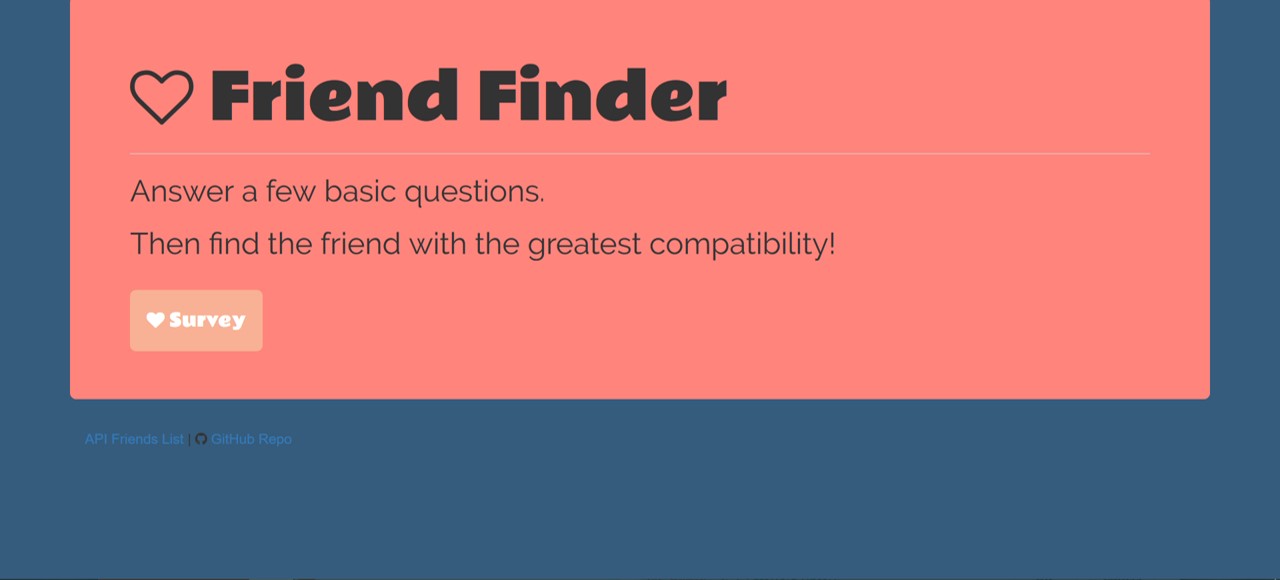 Friend Finder
Answer a few basic questions.
Then find the friend with the greatest compatibility!
Survey
API Friends List | GitHub Repo